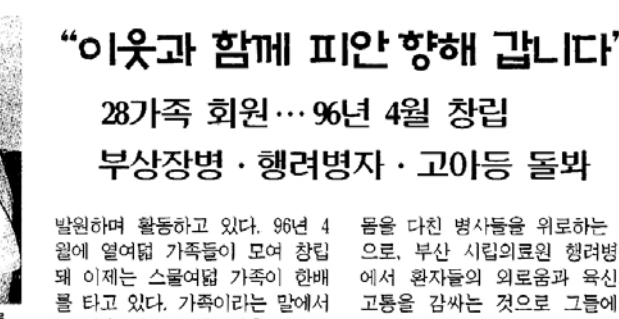 “이웃과 함께 피안 향해 갑니다”
28가족 회원… 96년 4월 창립
부상장병 · 행려병자 · 고아등 돌봐
발원하며 활동하고 있다. 96년 4
월에 열여덟 가족들이 모여 창립
돼 이제는 스물여덟 가족이 한배
를 타고 있다. 가족이라는 말에서
몸을 다친 병사들을 위로하는
으로, 부산 시립의료원 행려병
에서 환자들의 외로움과 육신
고통을 감싸는 것으로 그들에